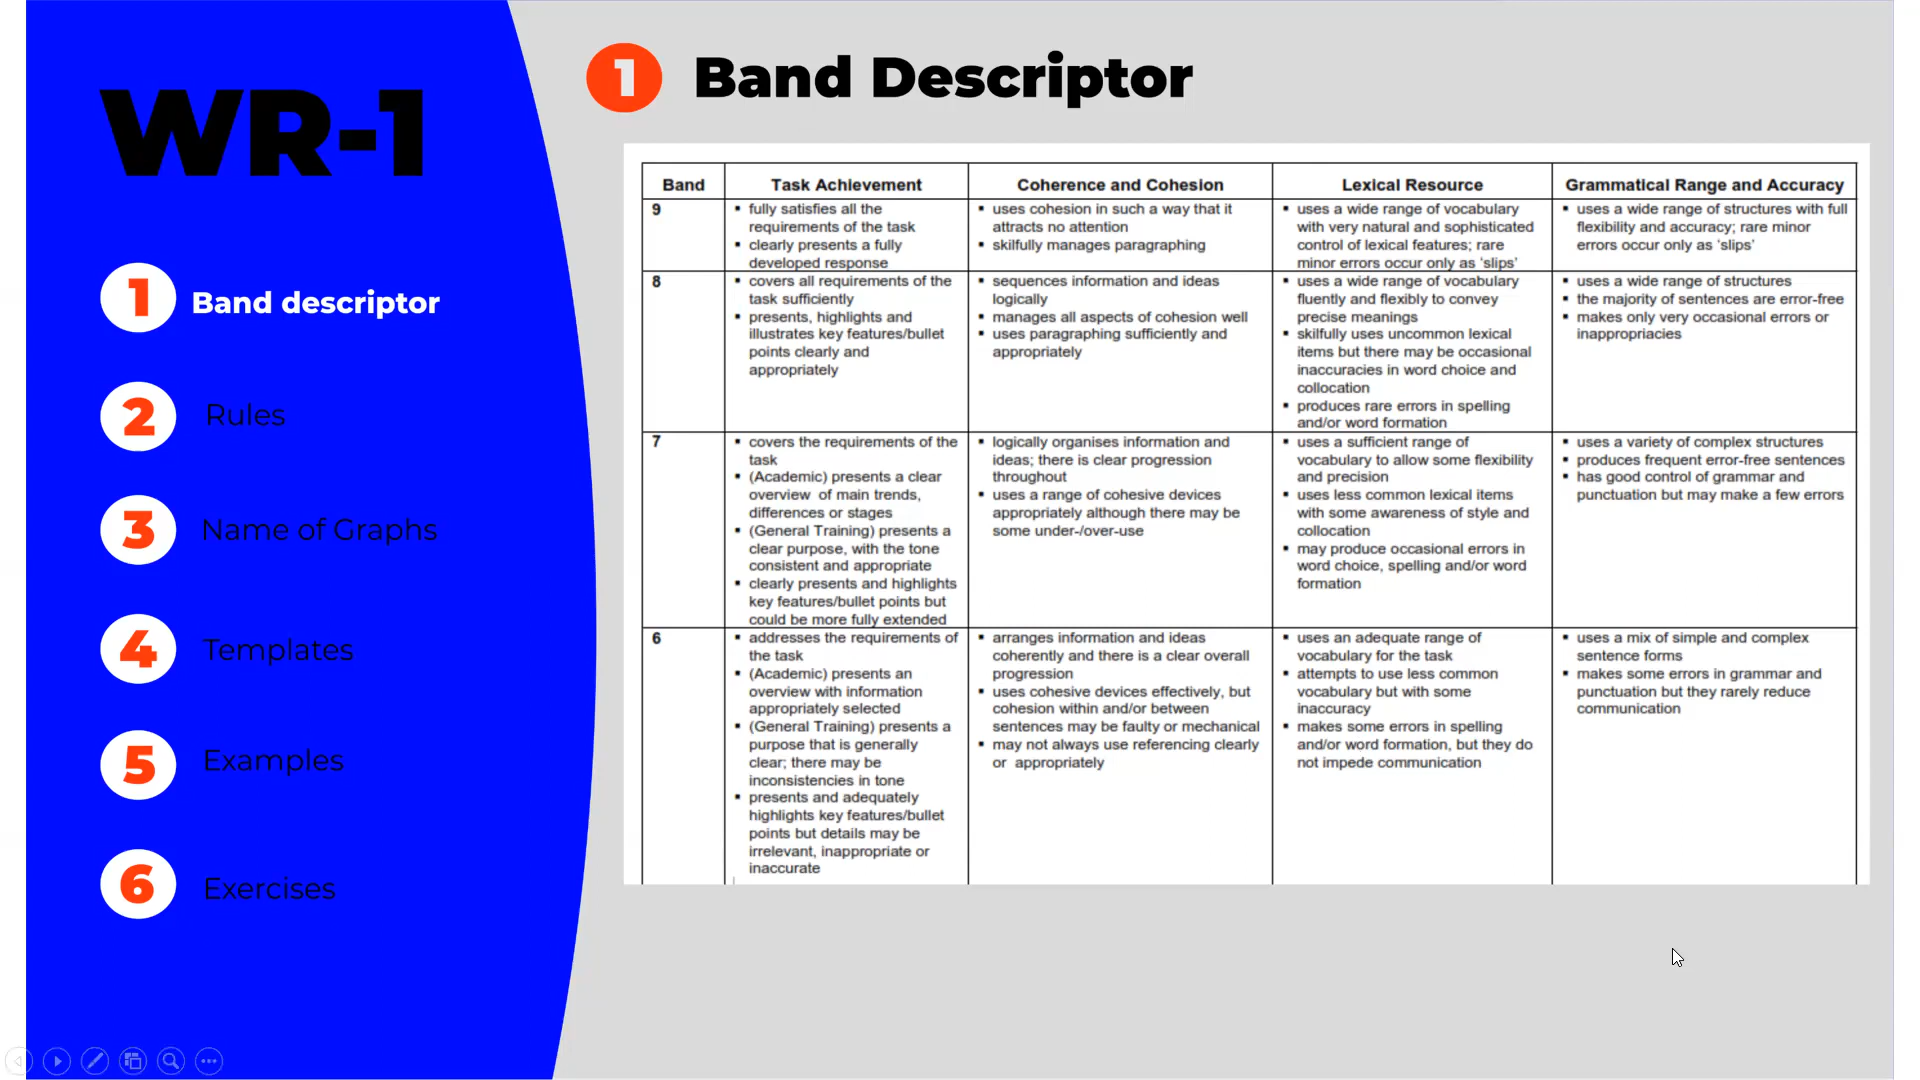 WR-1
1 Band descriptor
2 Rules
3 Name of Graphs
4 Templates
5 Examples
6 Exercises
1 Band Descriptor
Band
Task Achievement
Coherence and Cohesion
Lexical Resource
Grammatical Range and Accuracy
9
▪ fully satisfies all the
requirements of the task
▪ clearly presents a fully
developed response
▪ uses cohesion in such a way that it
attracts no attention
▪ skilfully manages paragraphing
▪ uses a wide range of vocabulary
with very natural and sophisticated
control of lexical features; rare
minor errors occur only as ‘slips’
▪ uses a wide range of structures with full
flexibility and accuracy; rare minor
errors occur only as ‘slips’
8
▪ covers all requirements of the
task sufficiently
▪ presents, highlights and
illustrates key features/bullet
points clearly and
appropriately
▪ sequences information and ideas
logically
▪ manages all aspects of cohesion well
▪ uses paragraphing sufficiently and
appropriately
▪ uses a wide range of vocabulary
fluently and flexibly to convey
precise meanings
▪ skilfully uses uncommon lexical
items but there may be occasional
inaccuracies in word choice and
collocation
▪ produces rare errors in spelling
and/or word formation
▪ uses a wide range of structures
▪ the majority of sentences are error-free
▪ makes only very occasional errors or
inappropriacies
7
▪ covers the requirements of the
task
▪ (Academic) presents a clear
overview of main trends,
differences or stages
▪ (General Training) presents a
clear purpose, with the tone
consistent and appropriate
▪ clearly presents and highlights
key features/bullet points but
could be more fully extended
▪ logically organises information and
ideas; there is clear progression
throughout
▪ uses a range of cohesive devices
appropriately although there may be
some under-/over-use
▪ uses a sufficient range of
vocabulary to allow some flexibility
and precision
▪ uses less common lexical items
with some awareness of style and
collocation
▪ may produce occasional errors in
word choice, spelling and/or word
formation
▪ uses a variety of complex structures
▪ produces frequent error-free sentences
▪ has good control of grammar and
punctuation but may make a few errors
6
▪ addresses the requirements of
the task
▪ (Academic) presents an
overview with information
appropriately selected
▪ (General Training) presents a
purpose that is generally
clear; there may be
inconsistencies in tone
▪ presents and adequately
highlights key features/bullet
points but details may be
irrelevant, inappropriate or
inaccurate
▪ arranges information and ideas
coherently and there is a clear overall
progression
▪ uses cohesive devices effectively, but
cohesion within and/or between
sentences may be faulty or mechanical
▪ may not always use referencing clearly
or appropriately
▪ uses an adequate range of
vocabulary for the task
▪ attempts to use less common
vocabulary but with some
inaccuracy
▪ makes some errors in spelling
and/or word formation, but they do
not impede communication
▪ uses a mix of simple and complex
sentence forms
▪ makes some errors in grammar and
punctuation but they rarely reduce
communication